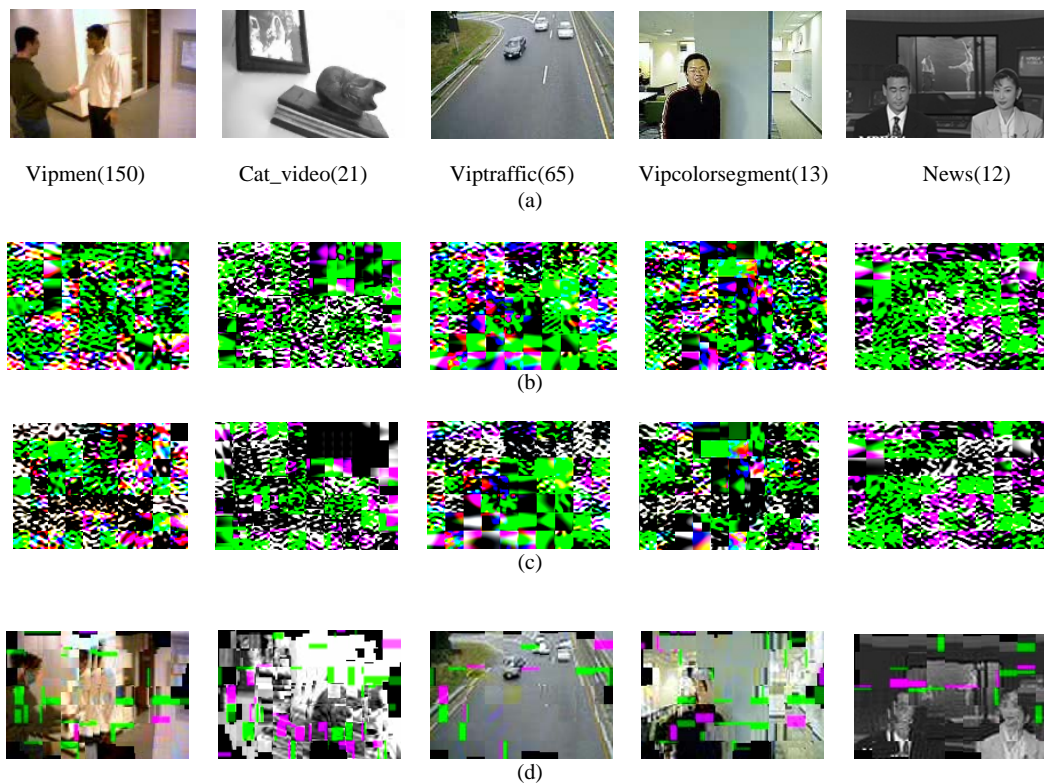 Vipmen(150) Cat_video(21) Viptraffic(65) Vipcolorsegment(13) News(12)
(a)
(b)
(c)
(d)